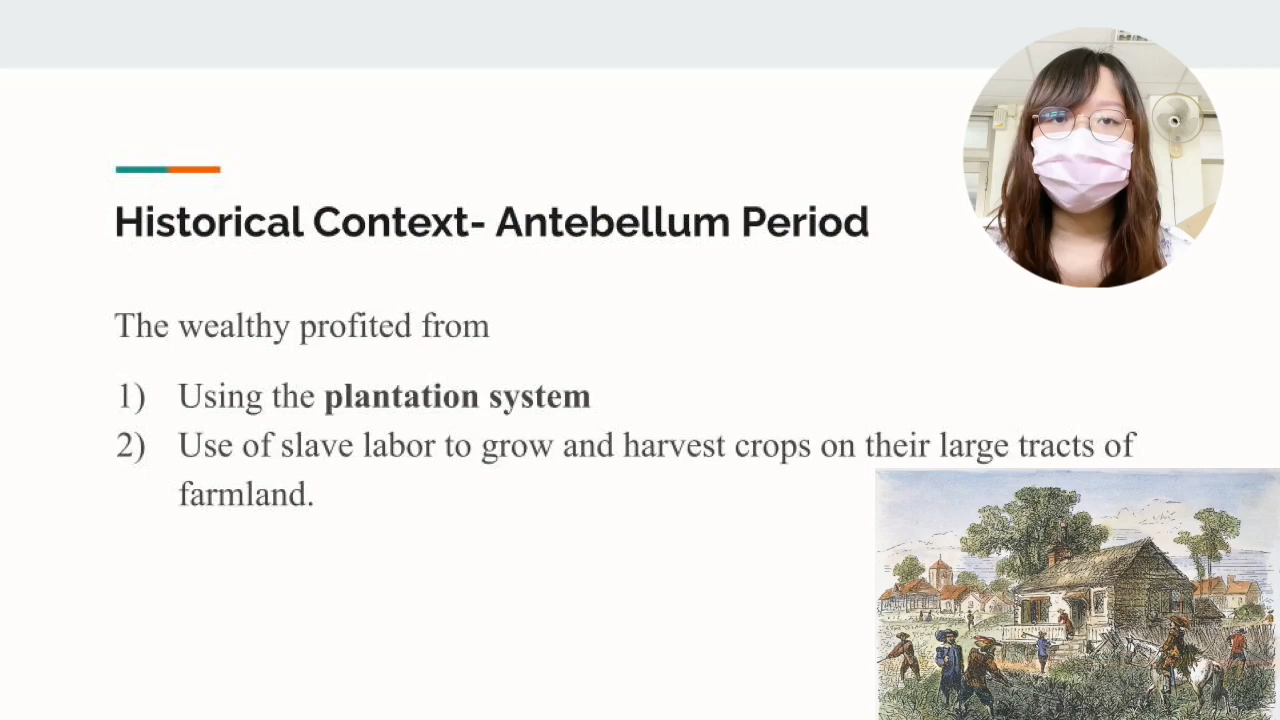 Historical Context- Antebellum Period
The wealthy profited from
1) Using the plantation system
2) Use of slave labor to grow and harvest crops on their large tracts of
farmland.